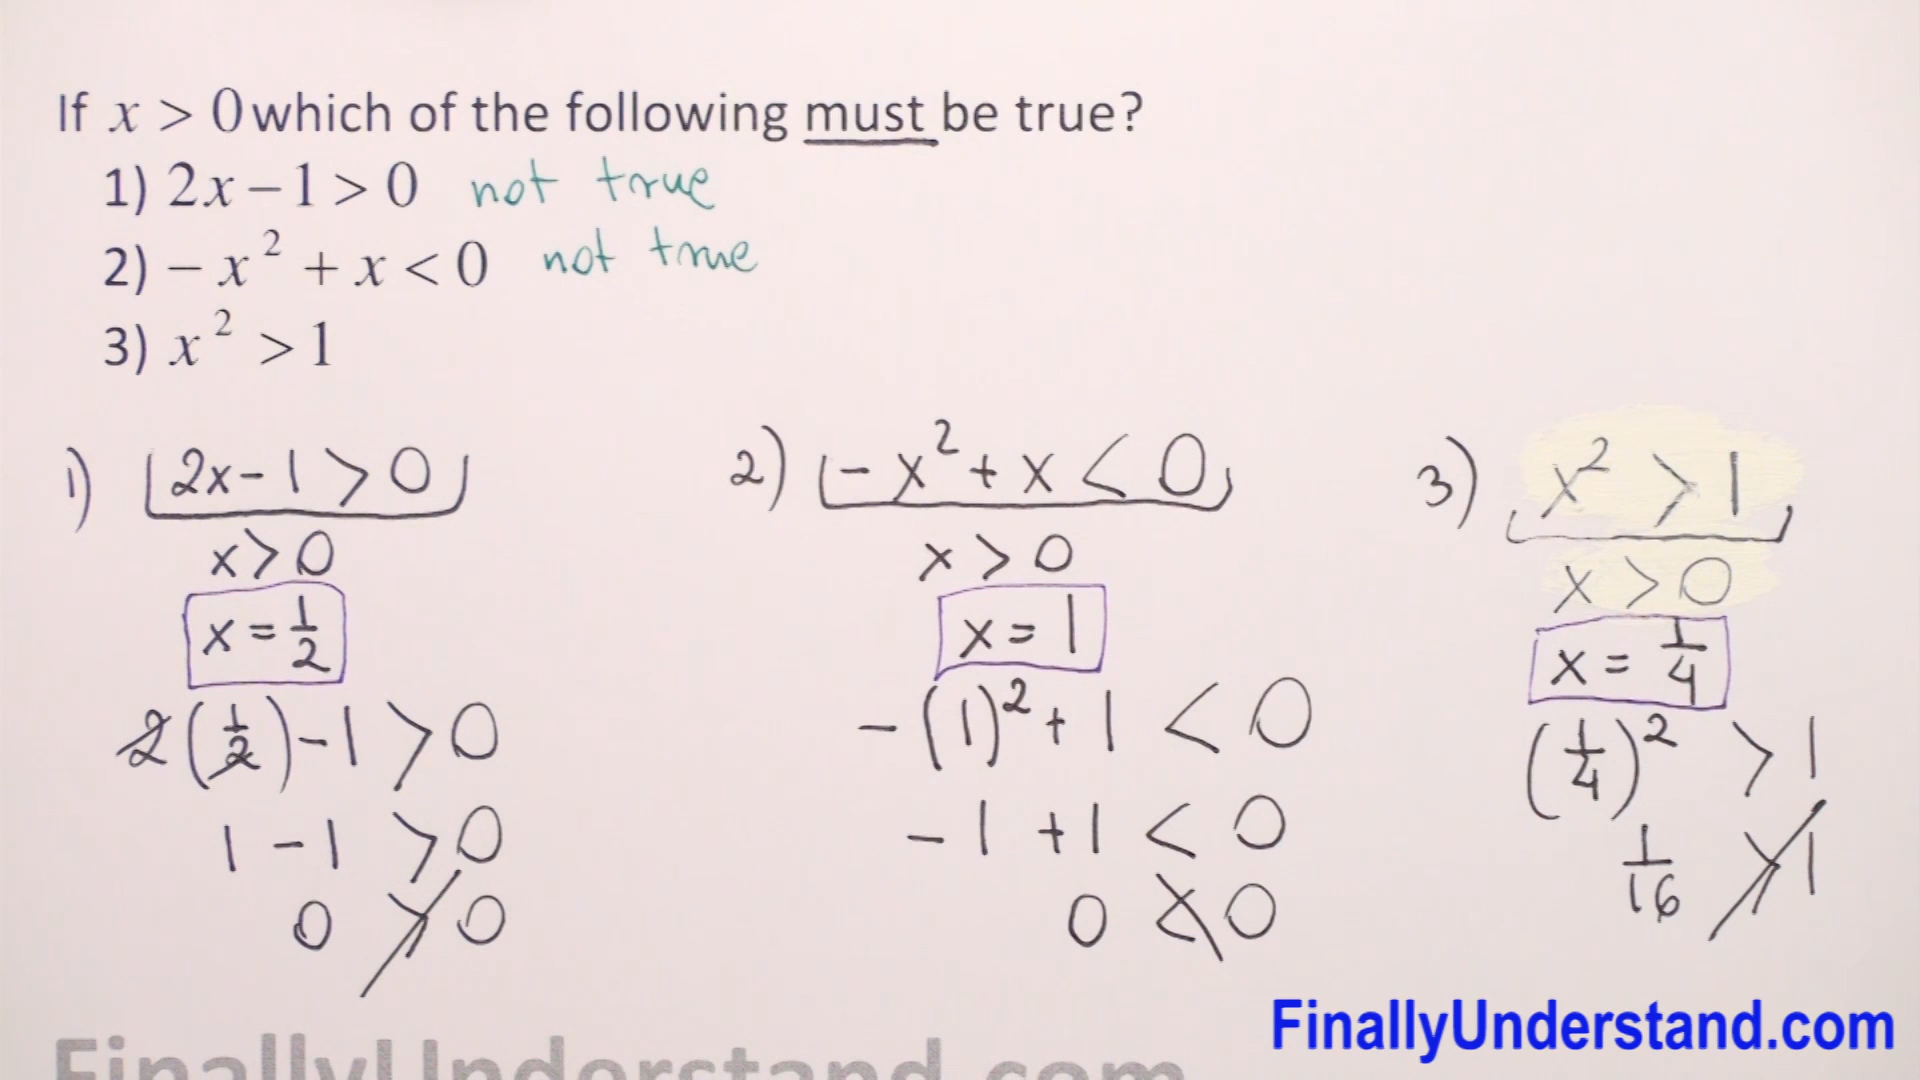 If x > 0 which of the following must be true?
1) 2x − 1 > 0 not true
2) − x² + x < 0 not true
3) x² > 1
1) 2x - 1 > 0
x > 0
x = 1/2
2(1/2) - 1 > 0
1 - 1 > 0
0 ≯ 0
2) - x² + x < 0
x > 0
x = 1
- (1)² + 1 < 0
- 1 + 1 < 0
0 ≮ 0
3) x² > 1
x > 0
x = 1/4
(1/4)² > 1
1/16 ≯ 1
FinallyUnderstand.com
FinallyUnderstand.com